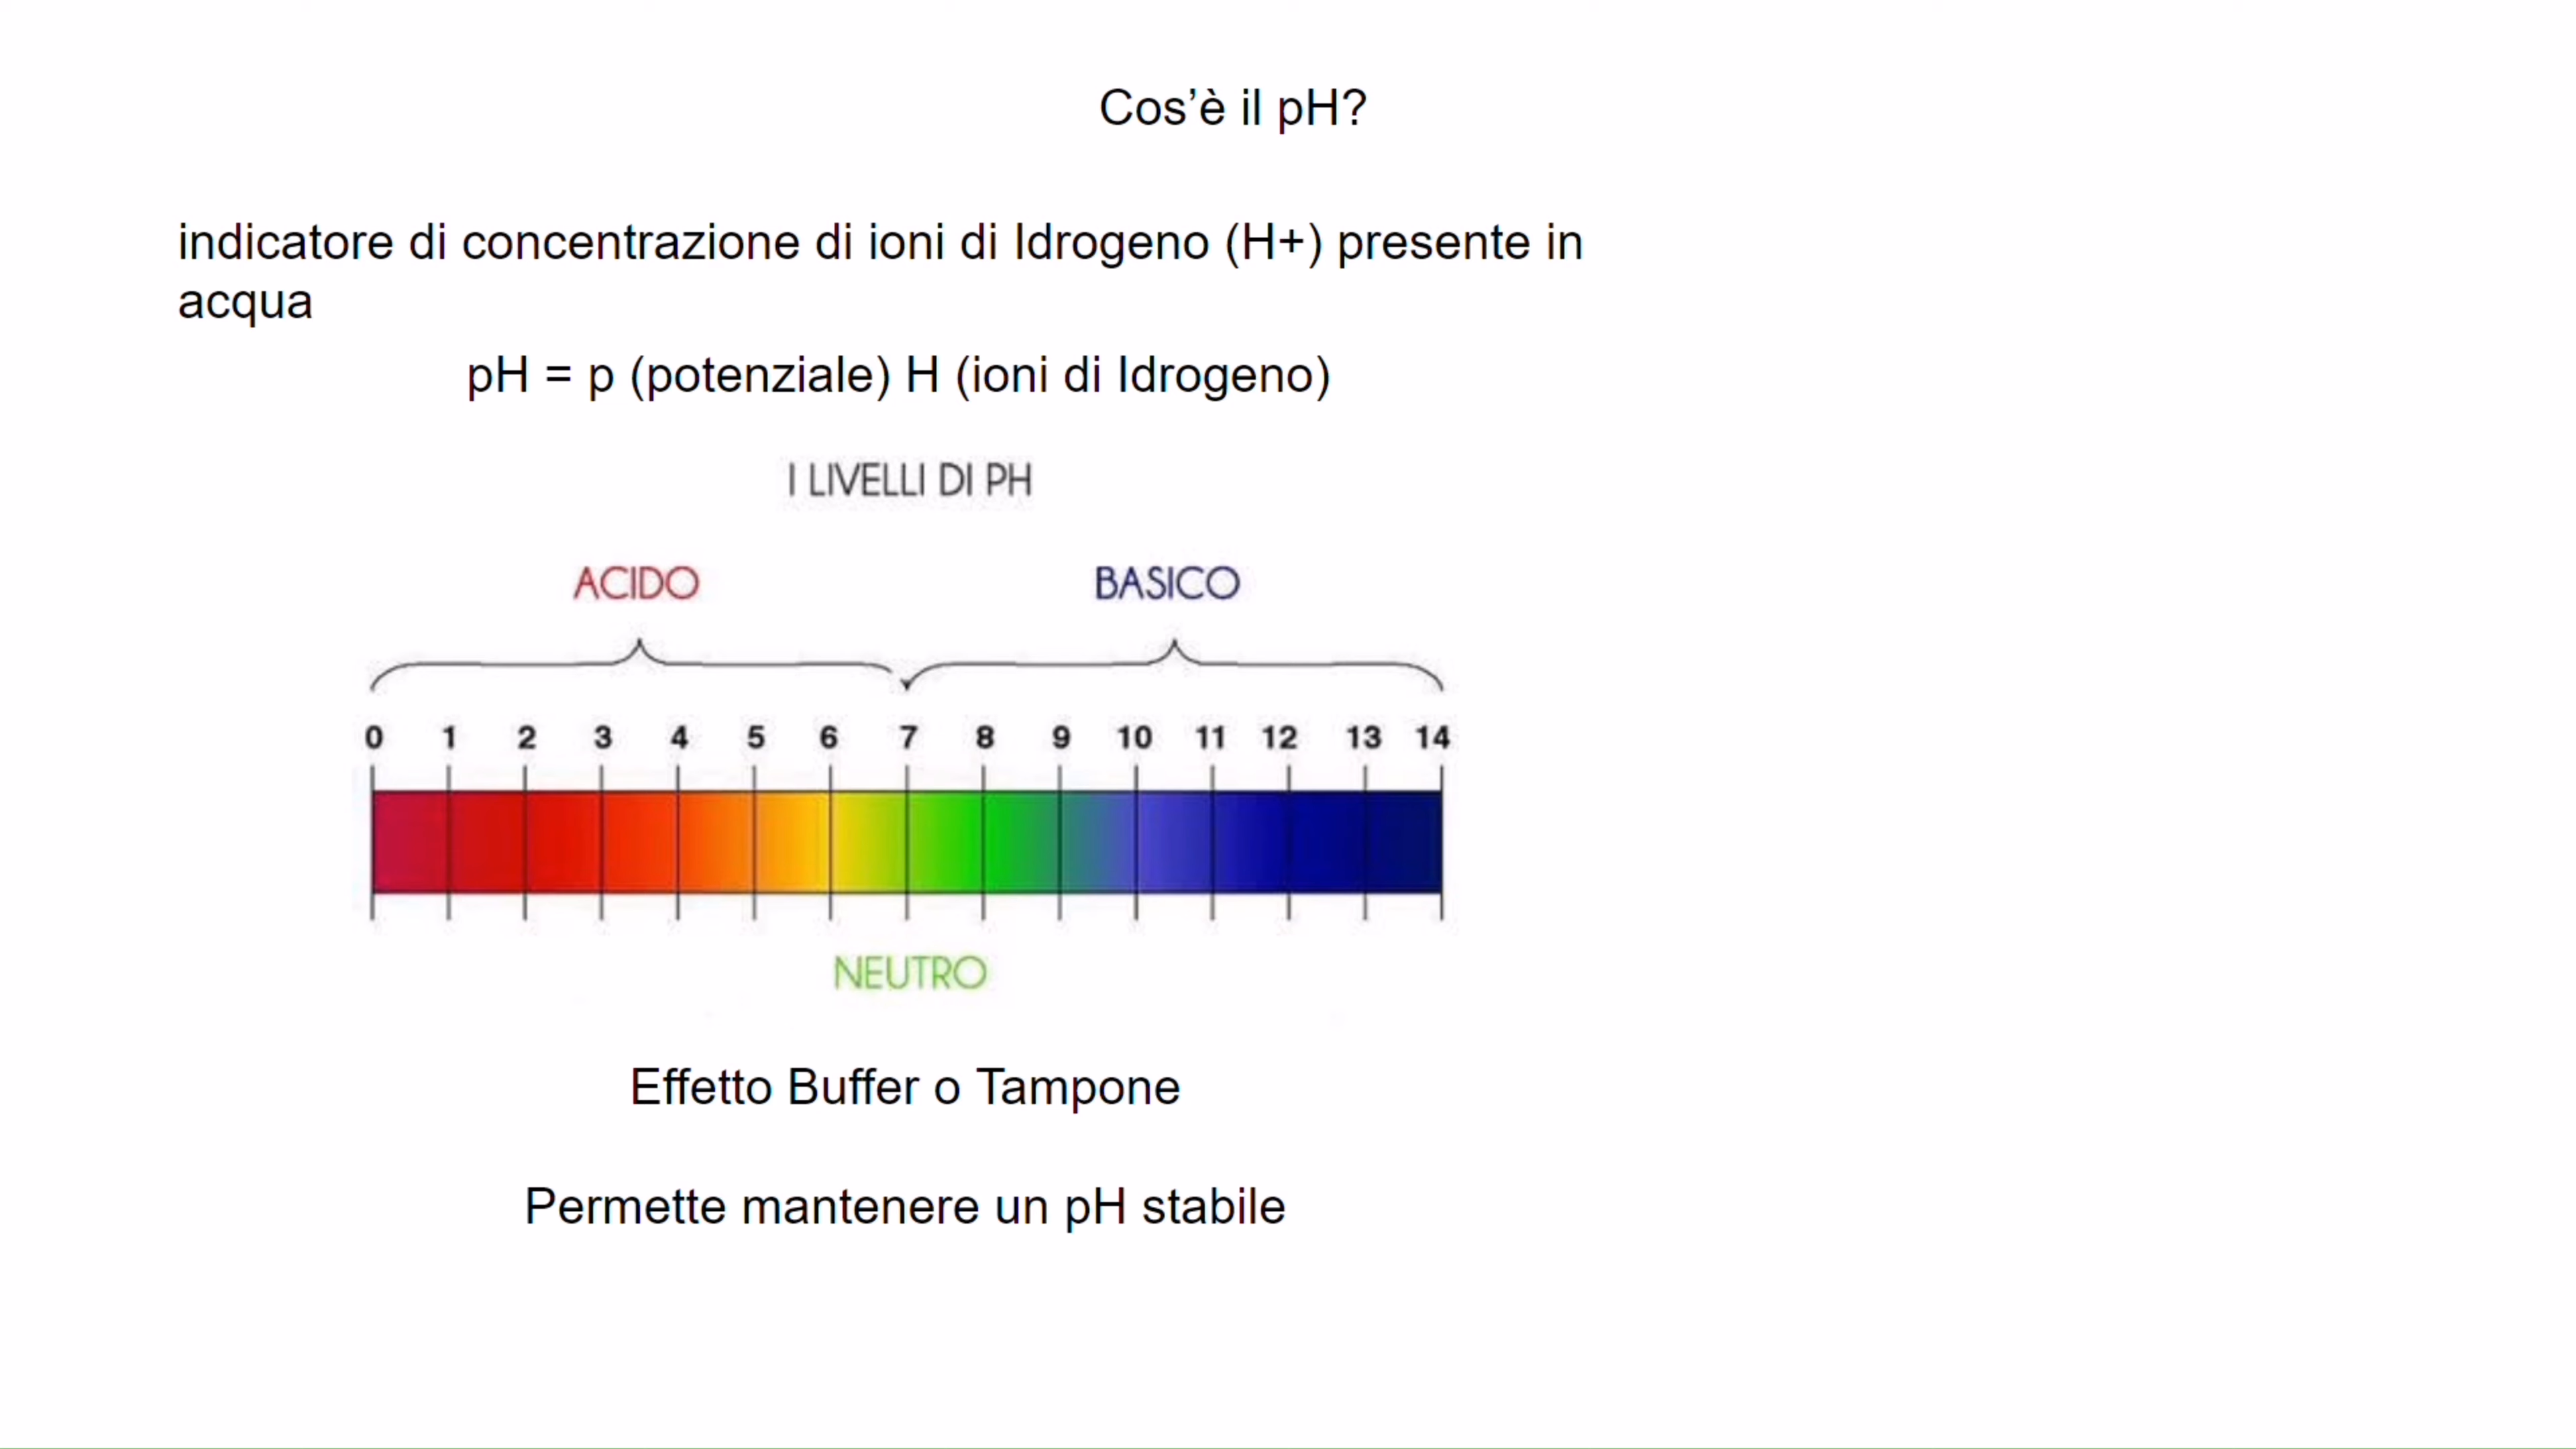 Cos’è il pH?
indicatore di concentrazione di ioni di Idrogeno (H+) presente in
acqua
pH = p (potenziale) H (ioni di Idrogeno)
I LIVELLI DI PH
ACIDO BASICO
0 1 2 3 4 5 6 7 8 9 10 11 12 13 14
NEUTRO
Effetto Buffer o Tampone
Permette mantenere un pH stabile